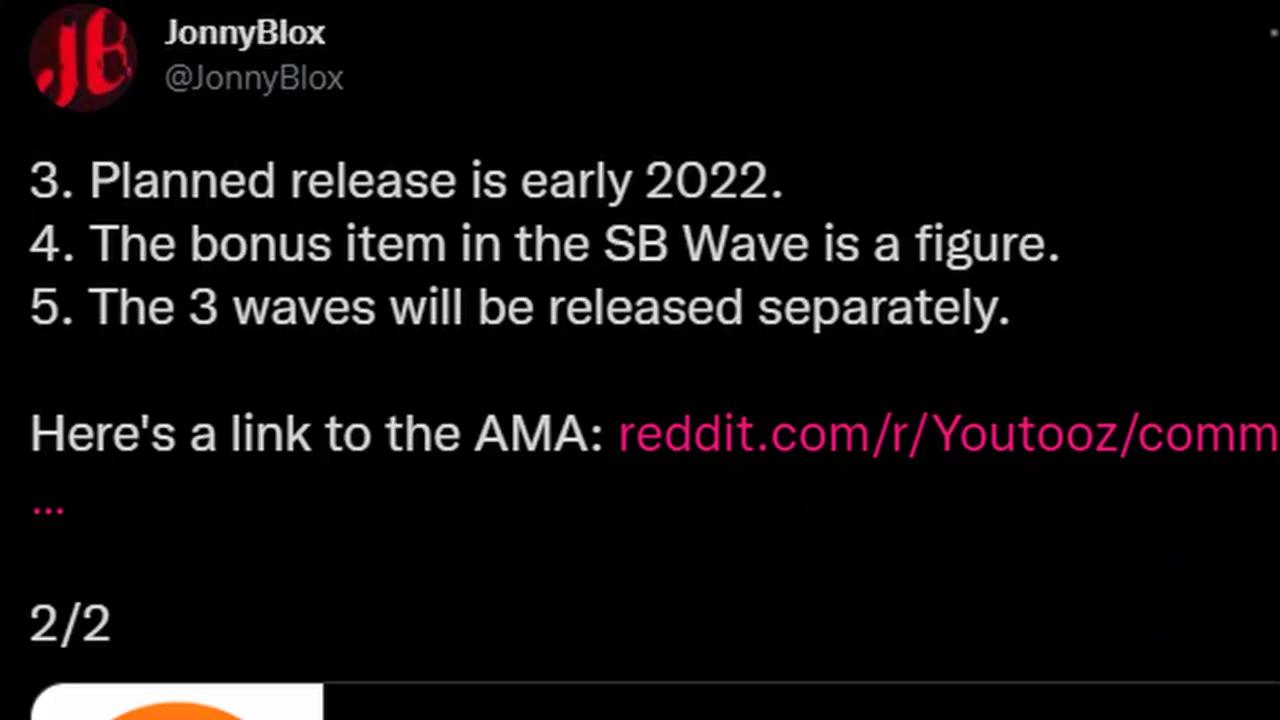 JB
JonnyBlox
@JonnyBlox
3. Planned release is early 2022.
4. The bonus item in the SB Wave is a figure.
5. The 3 waves will be released separately.
Here's a link to the AMA: reddit.com/r/Youtooz/comm
...
2/2